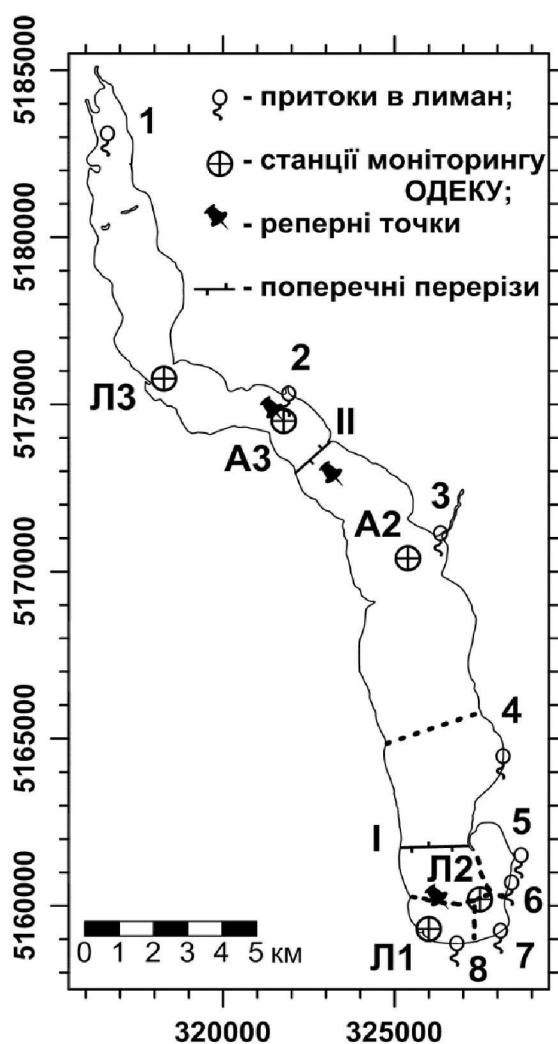 - притоки в лиман;
- станції моніторингу
ОДЕКУ;
- реперні точки
- поперечні перерізи
5185000
5180000
5175000
5170000
5165000
5160000
1
Л3
2
А3
II
А2
3
4
I
Л2
5
6
Л1
8
7
0 1 2 3 4 5 км
320000 325000